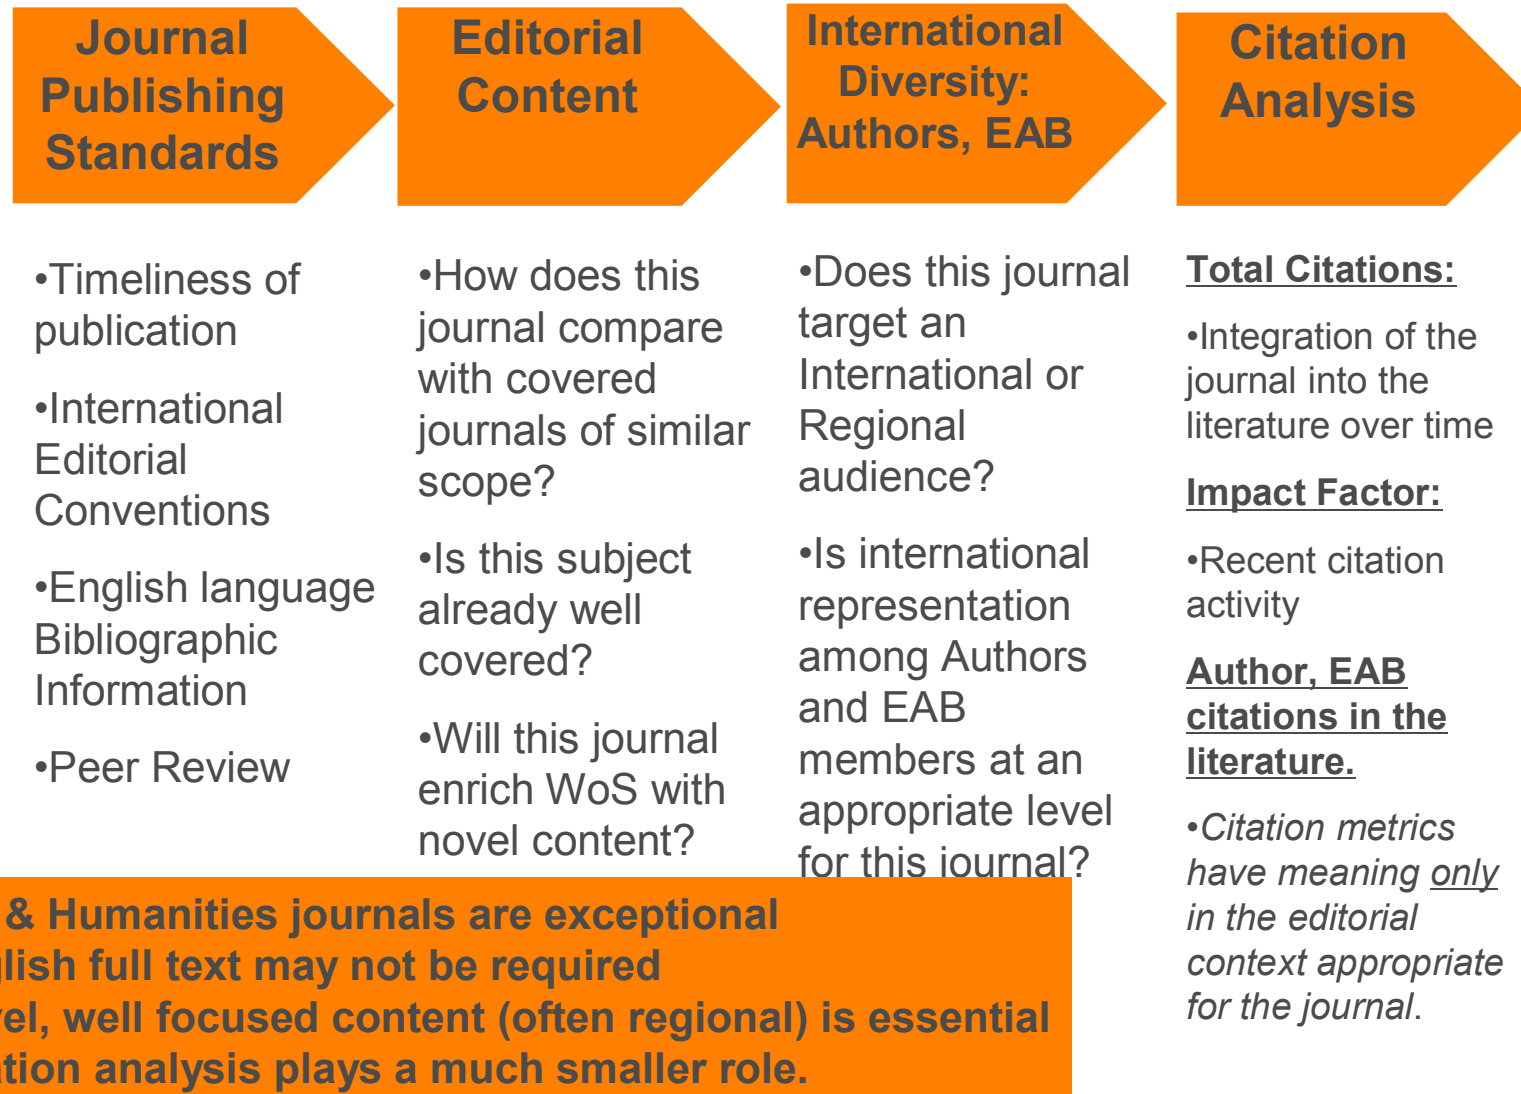 Journal
Publishing
Standards
•Timeliness of
publication
•International
Editorial
Conventions
•English language
Bibliographic
Information
•Peer Review
Editorial
Content
•How does this
journal compare
with covered
journals of similar
scope?
•Is this subject
already well
covered?
•Will this journal
enrich WoS with
novel content?
International
Diversity:
Authors, EAB
•Does this journal
target an
International or
Regional
audience?
•Is international
representation
among Authors
and EAB
members at an
appropriate level
for this journal?
Citation
Analysis
Total Citations:
•Integration of the
journal into the
literature over time
Impact Factor:
•Recent citation
activity
Author, EAB
citations in the
literature.
•Citation metrics
have meaning only
in the editorial
context appropriate
for the journal.
& Humanities journals are exceptional
glish full text may not be required
vel, well focused content (often regional) is essential
ation analysis plays a much smaller role.